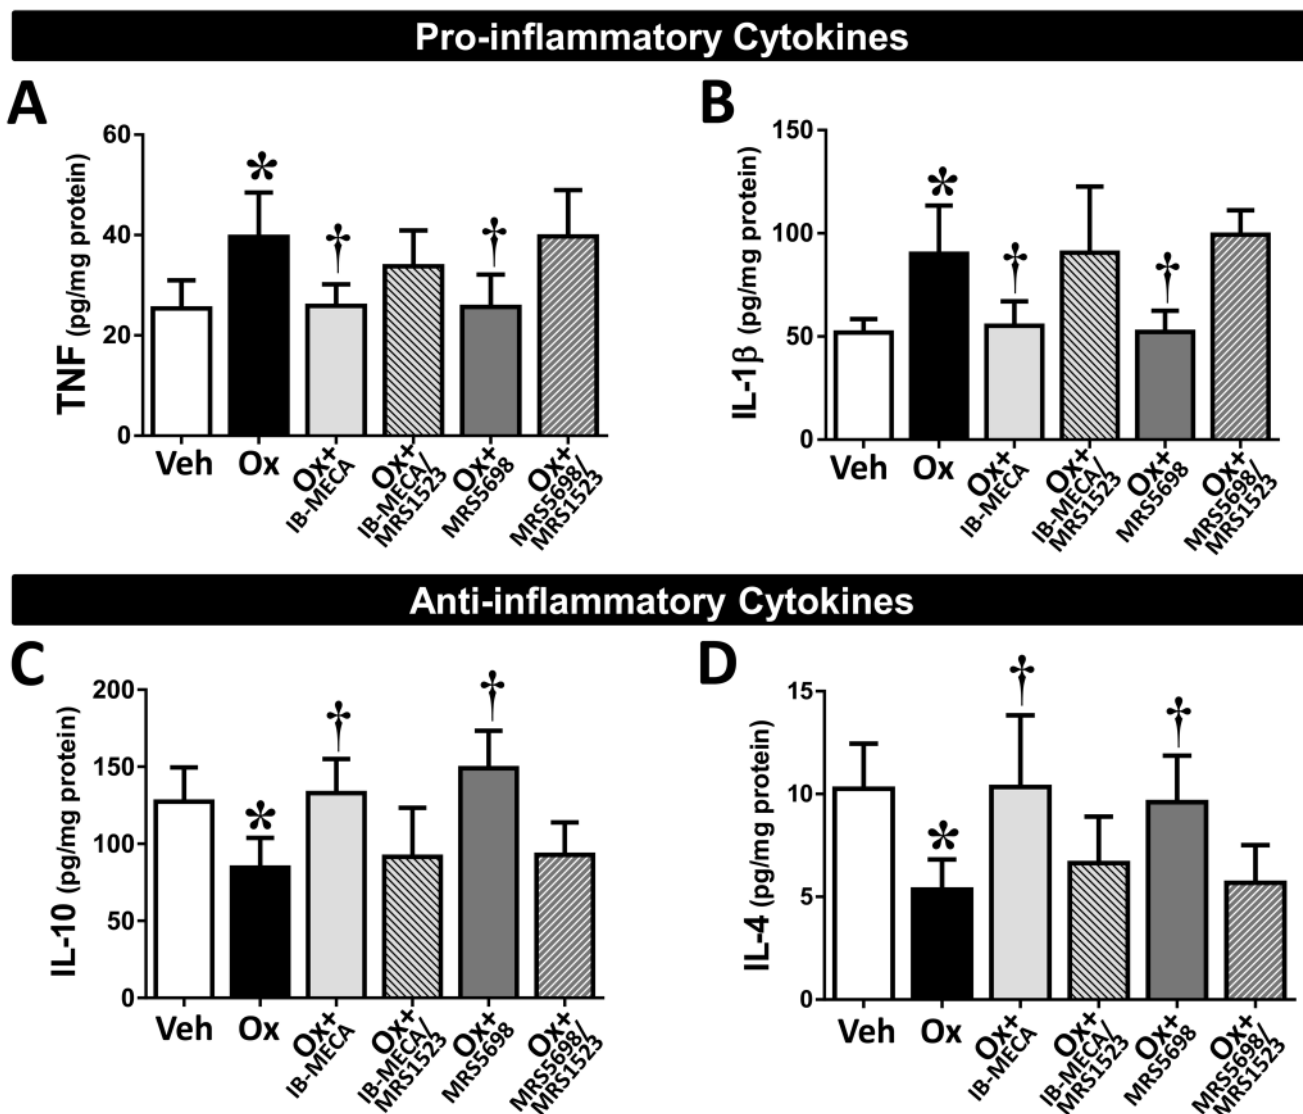 Pro-inflammatory Cytokines
A
TNF (pg/mg protein)
60
40
20
0
*
†
†
Veh
Ox
Ox+
IB-MECA
Ox+
IB-MECA/
MRS1523
Ox+
MRS5698
Ox+
MRS5698/
MRS1523
B
IL-1β (pg/mg protein)
150
100
50
0
*
†
†
Veh
Ox
Ox+
IB-MECA
Ox+
IB-MECA/
MRS1523
Ox+
MRS5698
Ox+
MRS5698/
MRS1523
Anti-inflammatory Cytokines
C
IL-10 (pg/mg protein)
200
150
100
50
0
*
†
†
Veh
Ox
Ox+
IB-MECA
Ox+
IB-MECA/
MRS1523
Ox+
MRS5698
Ox+
MRS5698/
MRS1523
D
IL-4 (pg/mg protein)
15
10
5
0
*
†
†
Veh
Ox
Ox+
IB-MECA
Ox+
IB-MECA/
MRS1523
Ox+
MRS5698
Ox+
MRS5698/
MRS1523